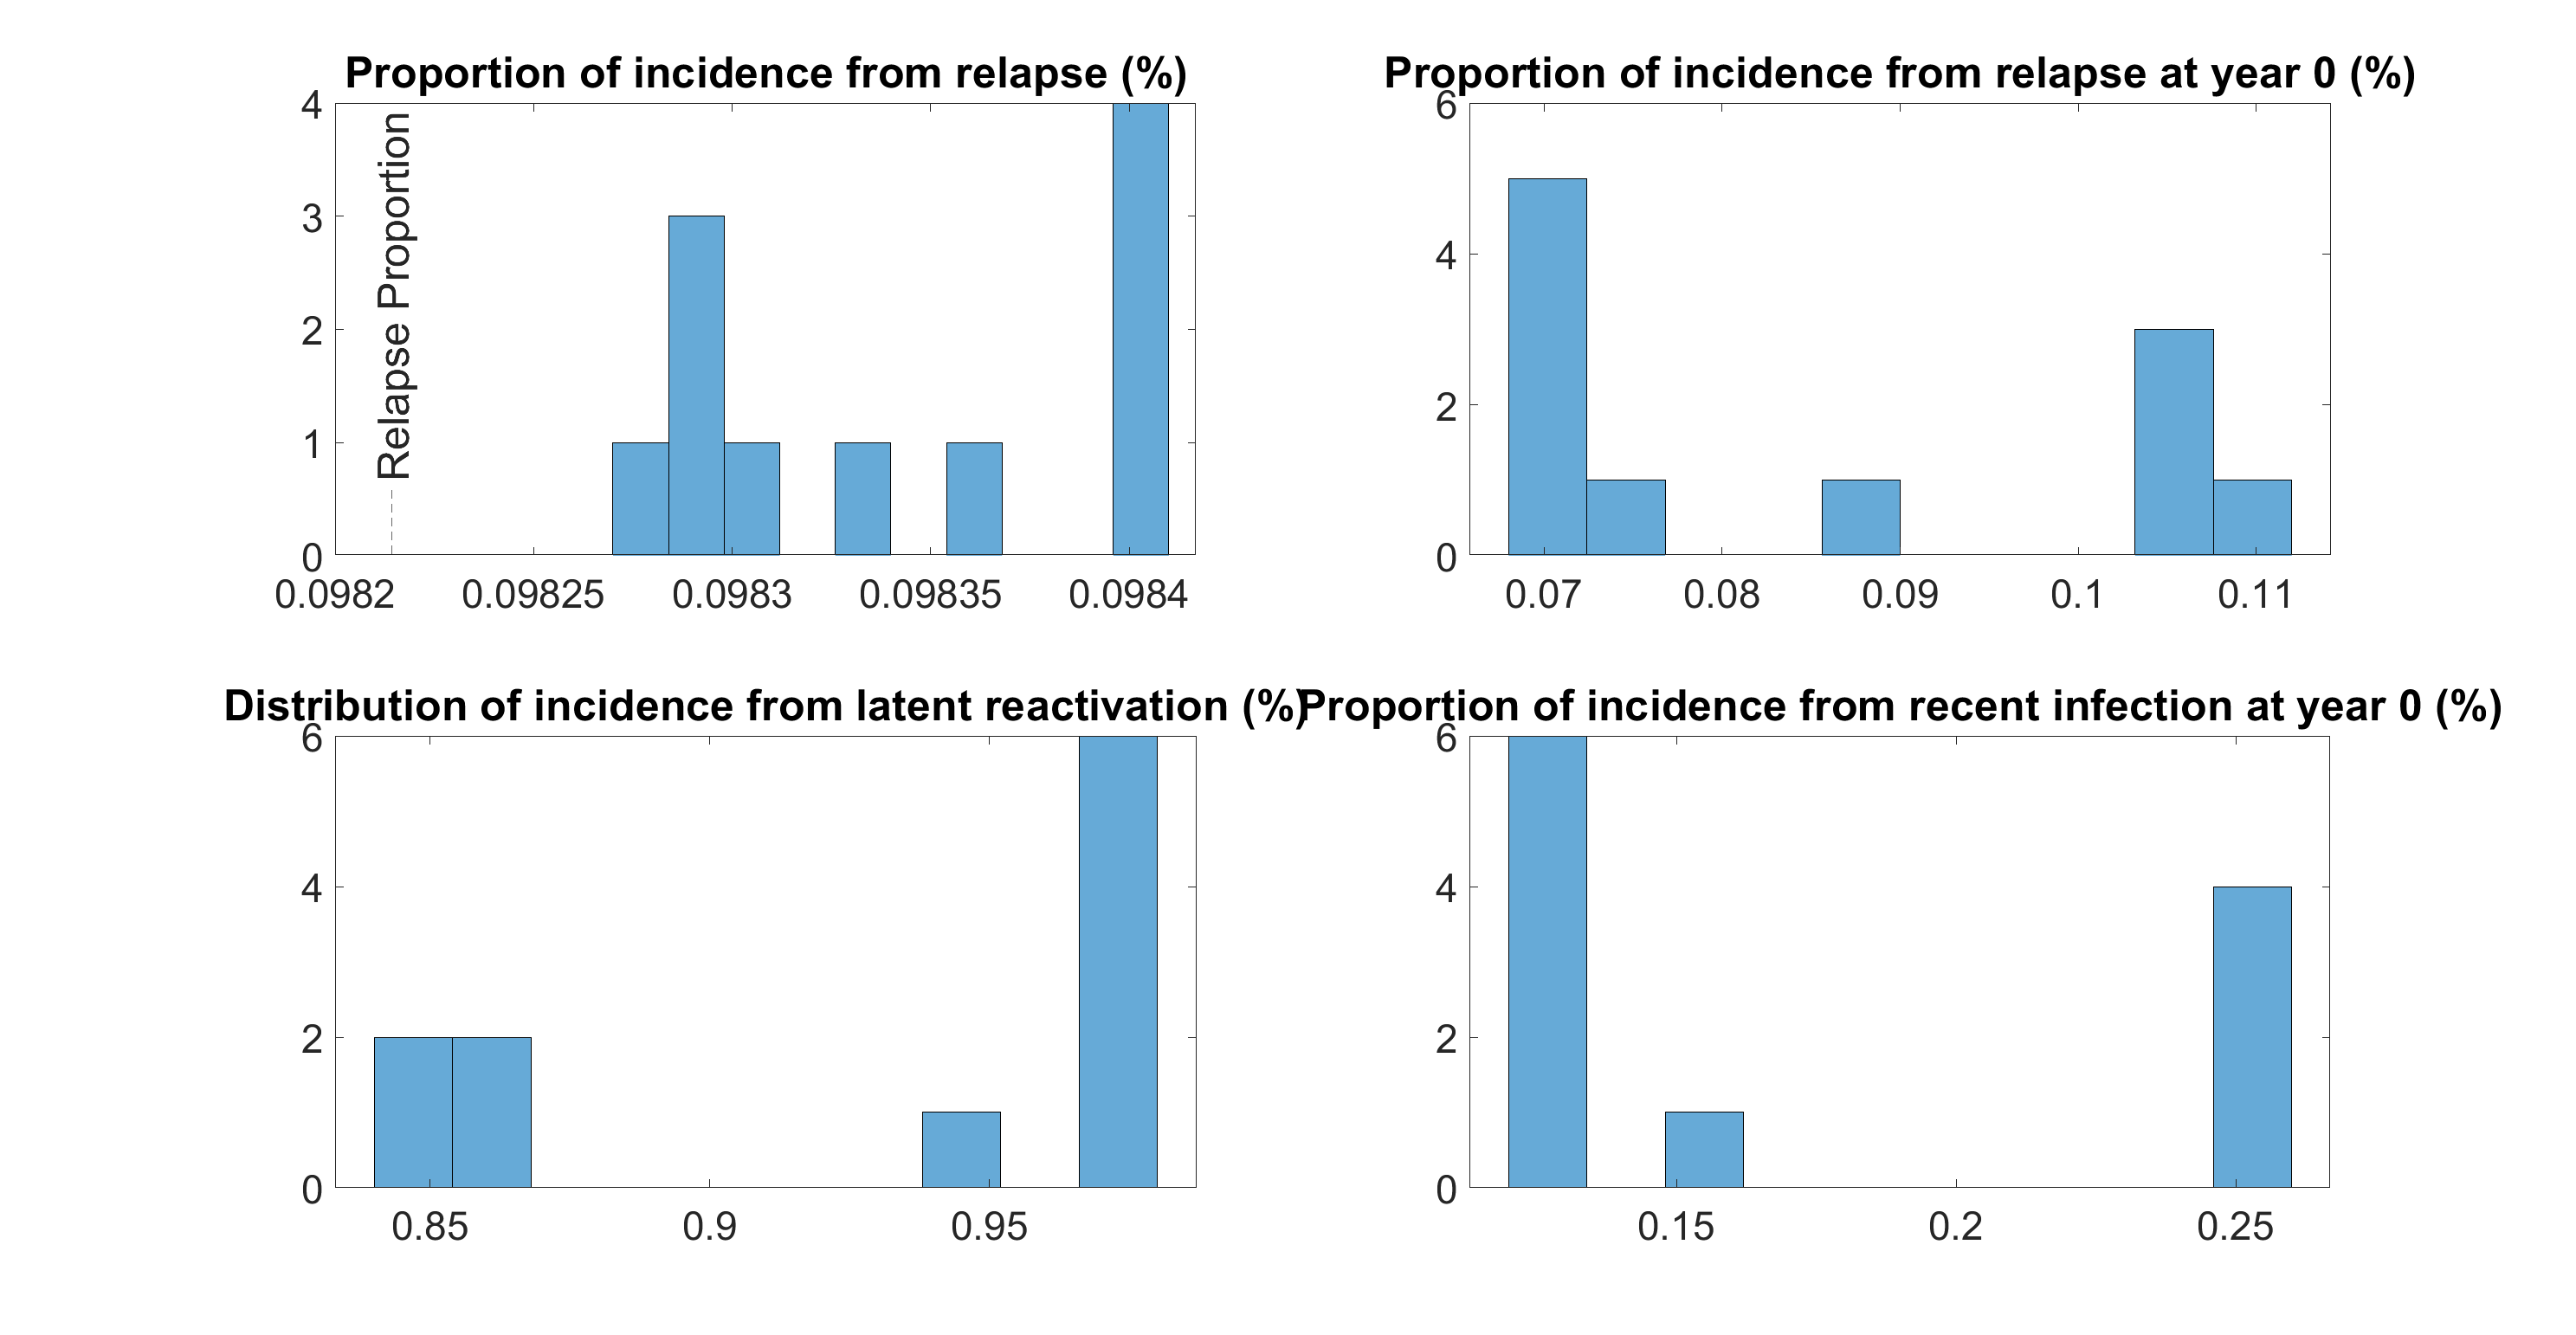 Proportion of incidence from relapse (%)
4
3
2
1
0
Relapse Proportion
0.0982 0.09825 0.0983 0.09835 0.0984
Proportion of incidence from relapse at year 0 (%)
6
4
2
0
0.07 0.08 0.09 0.1 0.11
Distribution of incidence from latent reactivation (%)
6
4
2
0
0.85 0.9 0.95
Proportion of incidence from recent infection at year 0 (%)
6
4
2
0
0.15 0.2 0.25